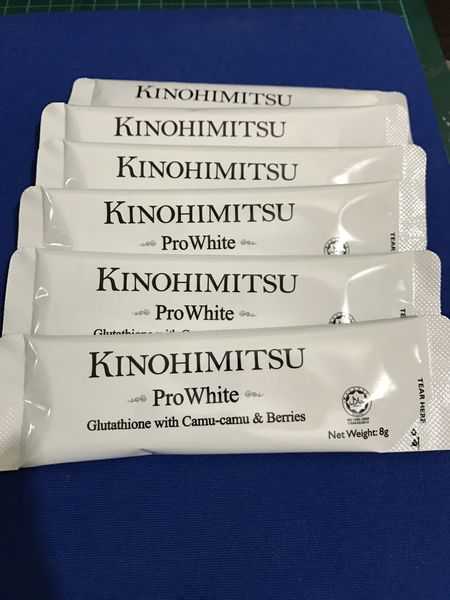 KINOHIMITSU
KINOHIMITSU
KINOHIMITSU
KINOHIMITSU
ProWhite
KINOHIMITSU
ProWhite
KINOHIMITSU
ProWhite
Glutathione with Camu-camu & Berries
Net Weight: 8g
TEAR HERE